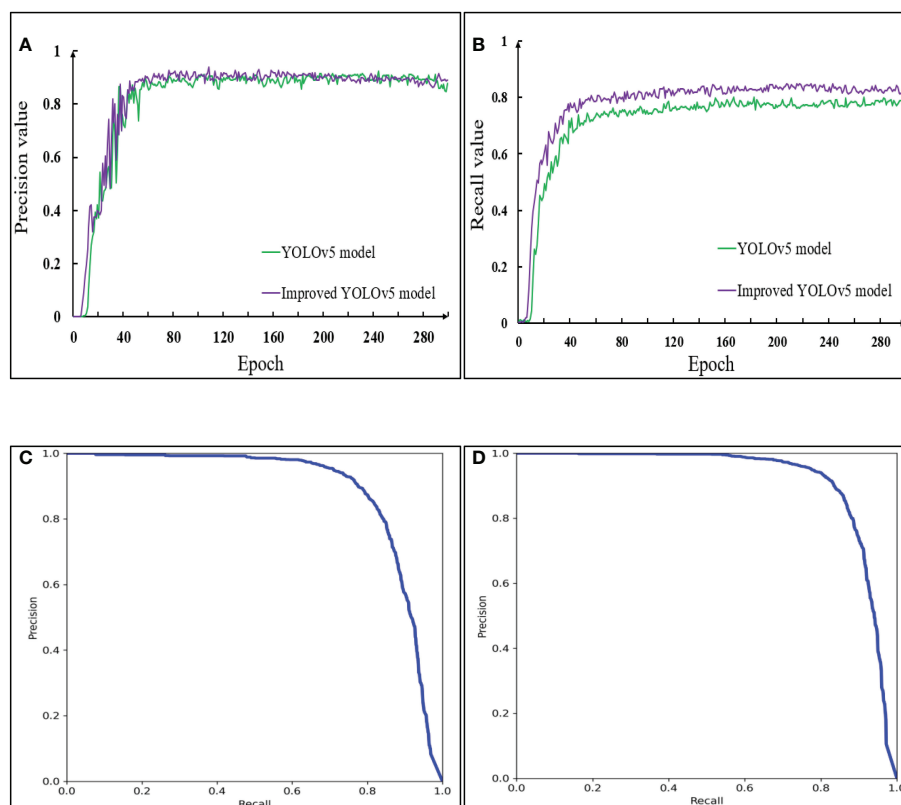 A
1
0.8
0.6
0.4
0.2
0
Precision value
0 40 80 120 160 200 240 280
Epoch
YOLOv5 model
Improved YOLOv5 model
B
1
0.8
0.6
0.4
0.2
0
Recall value
0 40 80 120 160 200 240 300
Epoch
YOLOv5 model
Improved YOLOv5 model
C
1.0
0.8
0.6
0.4
0.2
0.0
Precision
0.0 0.2 0.4 0.6 0.8 1.0
Recall
D
1.0
0.8
0.6
0.4
0.2
0.0
Precision
0.0 0.2 0.4 0.6 0.8 1.0
Recall